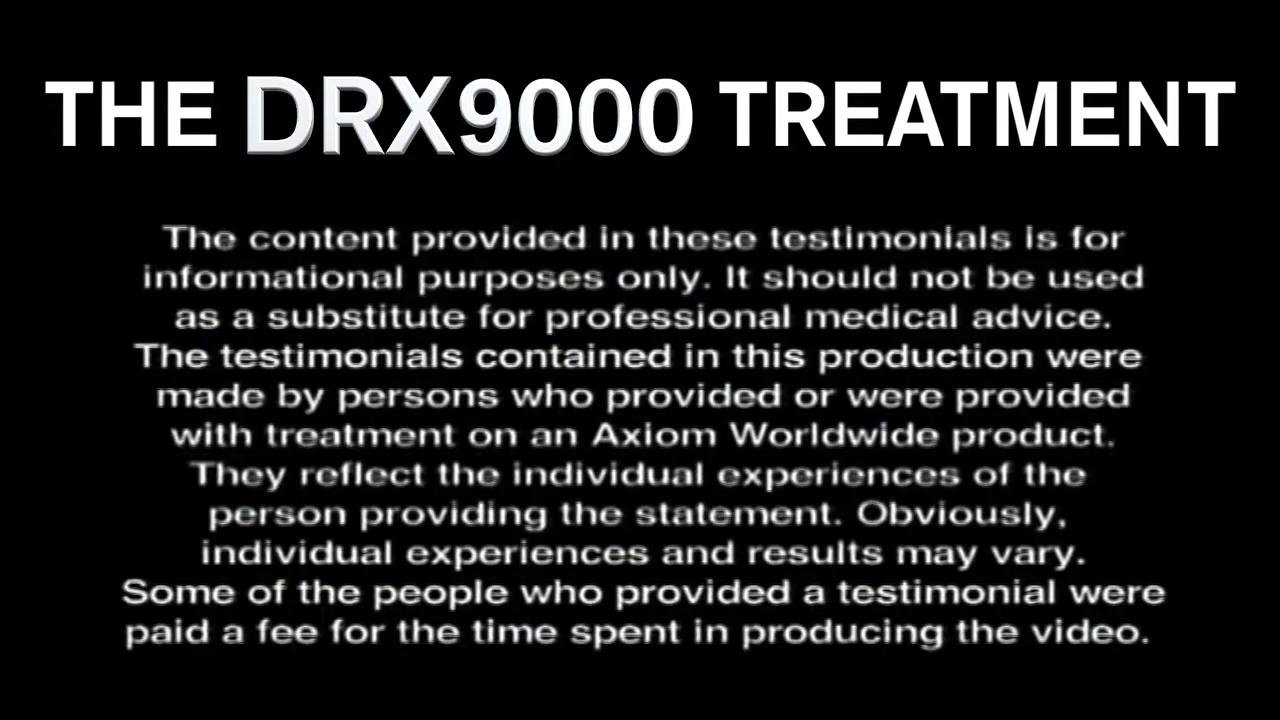 THE DRX9000 TREATMENT
The content provided in these testimonials is for
informational purposes only. It should not be used
as a substitute for professional medical advice.
The testimonials contained in this production were
made by persons who provided or were provided
with treatment on an Axiom Worldwide product.
They reflect the individual experiences of the
person providing the statement. Obviously,
individual experiences and results may vary.
Some of the people who provided a testimonial were
paid a fee for the time spent in producing the video.